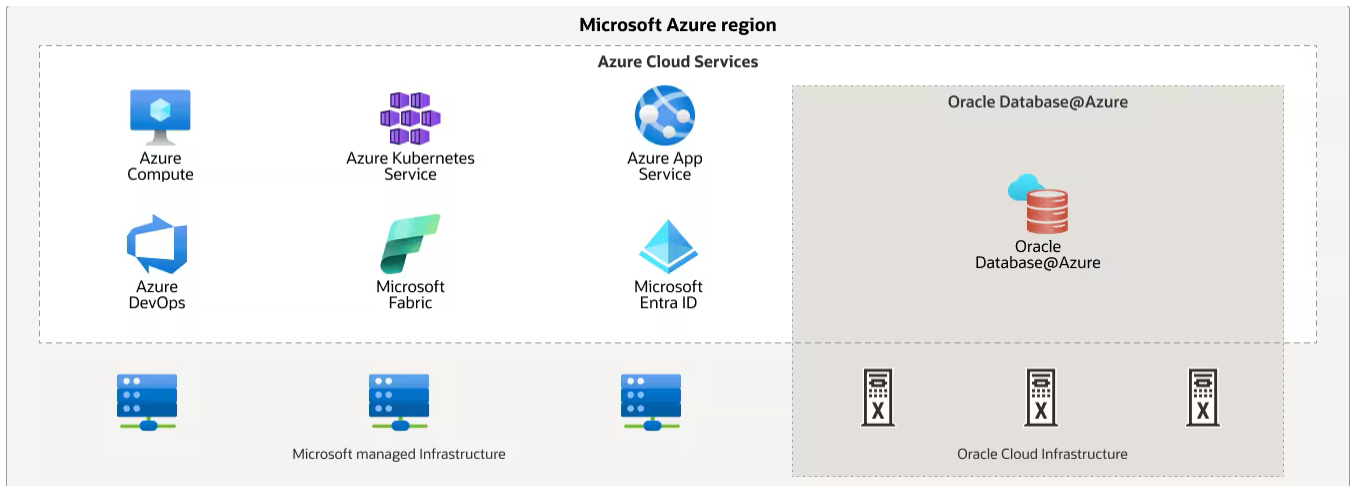 Microsoft Azure region
Azure Cloud Services
Oracle Database@Azure
Azure
Compute
Azure Kubernetes
Service
Azure App
Service
Oracle
Database@Azure
Azure
DevOps
Microsoft
Fabric
Microsoft
Entra ID
X
X
X
Microsoft managed Infrastructure
Oracle Cloud Infrastructure